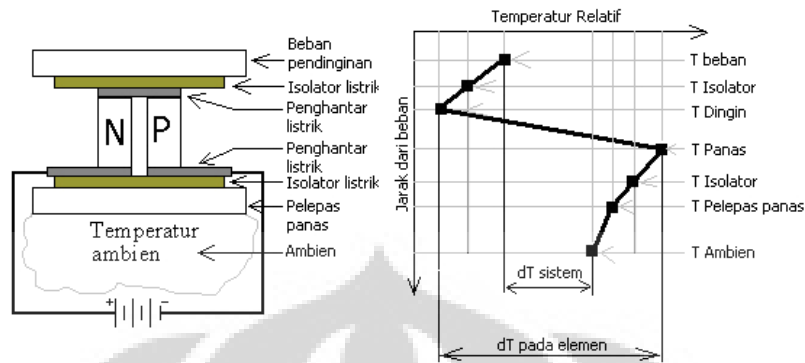 Beban
pendinginan
Isolator listrik
Penghantar
listrik
N P
Penghantar
listrik
Isolator listrik
Pelepas
panas
Temperatur
ambien
Ambien
+ −
Temperatur Relatif
Jarak dari beban
T beban
T Isolator
T Dingin
T Panas
T Isolator
T Pelepas panas
T Ambien
dT sistem
dT pada elemen